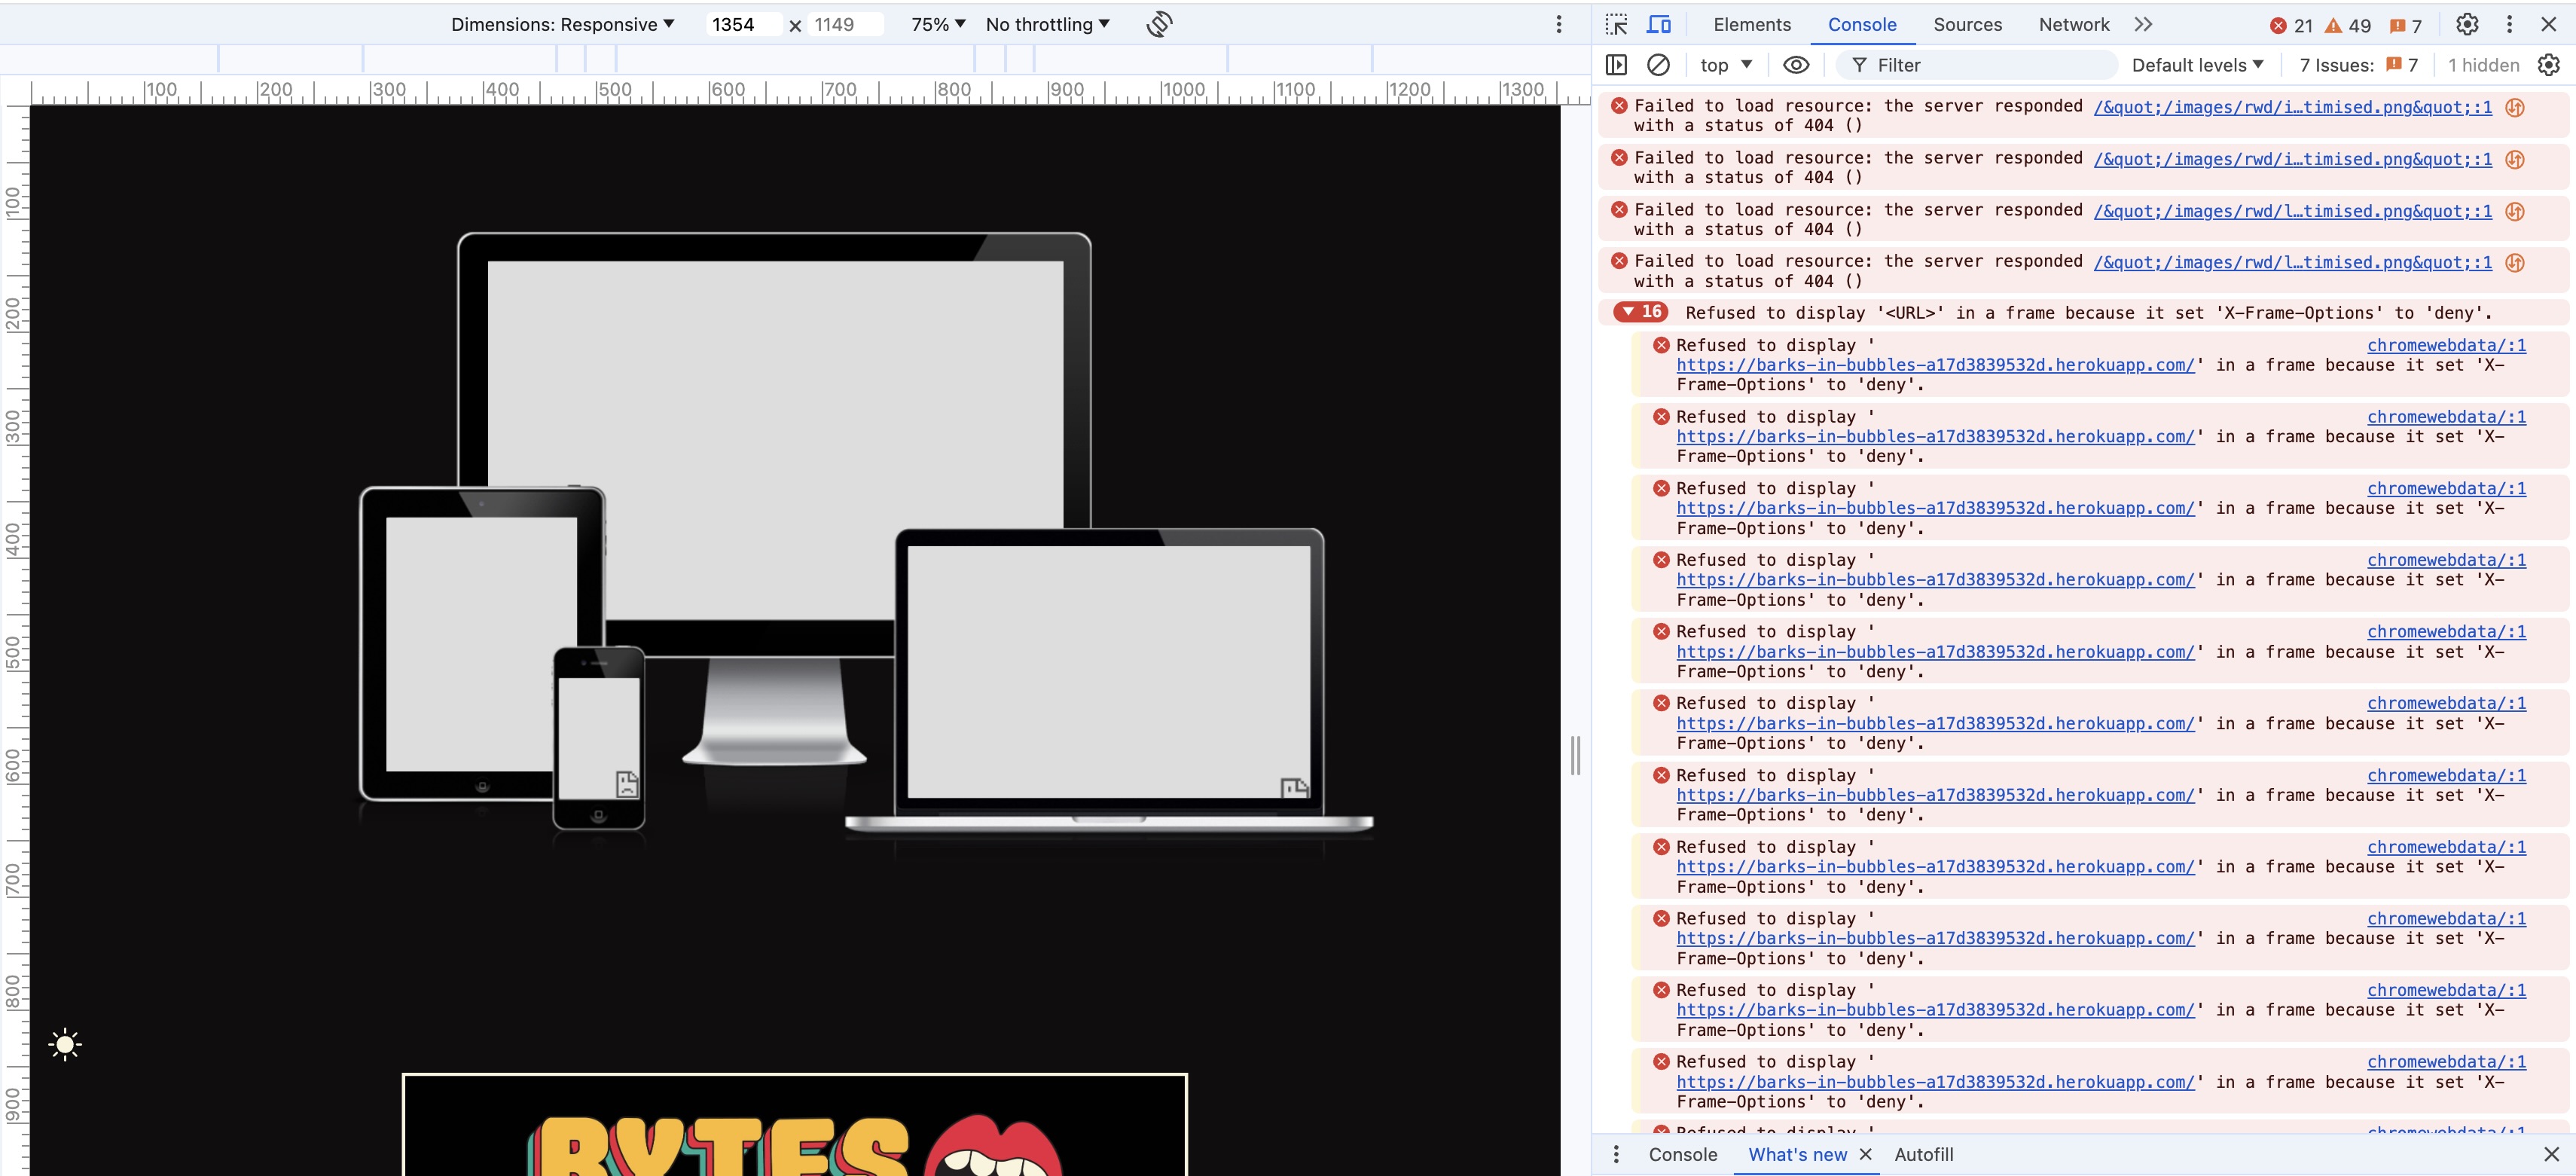 Dimensions: Responsive 1354 × 1149 75% No throttling
Elements Console Sources Network 21 49 7
top Filter Default levels 7 Issues: 7 1 hidden
100 200 300 400 500 600 700 800 900 1000 1100 1200 1300
100
200
300
400
500
600
700
800
900
BYTES
Failed to load resource: the server responded /&quot;/images/rwd/i…timised.png&quot;:1
with a status of 404 ()
Failed to load resource: the server responded /&quot;/images/rwd/i…timised.png&quot;:1
with a status of 404 ()
Failed to load resource: the server responded /&quot;/images/rwd/l…timised.png&quot;:1
with a status of 404 ()
Failed to load resource: the server responded /&quot;/images/rwd/l…timised.png&quot;:1
with a status of 404 ()
16 Refused to display '<URL>' in a frame because it set 'X-Frame-Options' to 'deny'.
Refused to display ' chromewebdata/:1
https://barks-in-bubbles-a17d3839532d.herokuapp.com/' in a frame because it set 'X-
Frame-Options' to 'deny'.
Refused to display ' chromewebdata/:1
https://barks-in-bubbles-a17d3839532d.herokuapp.com/' in a frame because it set 'X-
Frame-Options' to 'deny'.
Refused to display ' chromewebdata/:1
https://barks-in-bubbles-a17d3839532d.herokuapp.com/' in a frame because it set 'X-
Frame-Options' to 'deny'.
Refused to display ' chromewebdata/:1
https://barks-in-bubbles-a17d3839532d.herokuapp.com/' in a frame because it set 'X-
Frame-Options' to 'deny'.
Refused to display ' chromewebdata/:1
https://barks-in-bubbles-a17d3839532d.herokuapp.com/' in a frame because it set 'X-
Frame-Options' to 'deny'.
Refused to display ' chromewebdata/:1
https://barks-in-bubbles-a17d3839532d.herokuapp.com/' in a frame because it set 'X-
Frame-Options' to 'deny'.
Refused to display ' chromewebdata/:1
https://barks-in-bubbles-a17d3839532d.herokuapp.com/' in a frame because it set 'X-
Frame-Options' to 'deny'.
Refused to display ' chromewebdata/:1
https://barks-in-bubbles-a17d3839532d.herokuapp.com/' in a frame because it set 'X-
Frame-Options' to 'deny'.
Refused to display ' chromewebdata/:1
https://barks-in-bubbles-a17d3839532d.herokuapp.com/' in a frame because it set 'X-
Frame-Options' to 'deny'.
Refused to display ' chromewebdata/:1
https://barks-in-bubbles-a17d3839532d.herokuapp.com/' in a frame because it set 'X-
Frame-Options' to 'deny'.
Refused to display ' chromewebdata/:1
https://barks-in-bubbles-a17d3839532d.herokuapp.com/' in a frame because it set 'X-
Frame-Options' to 'deny'.
Console What's new Autofill